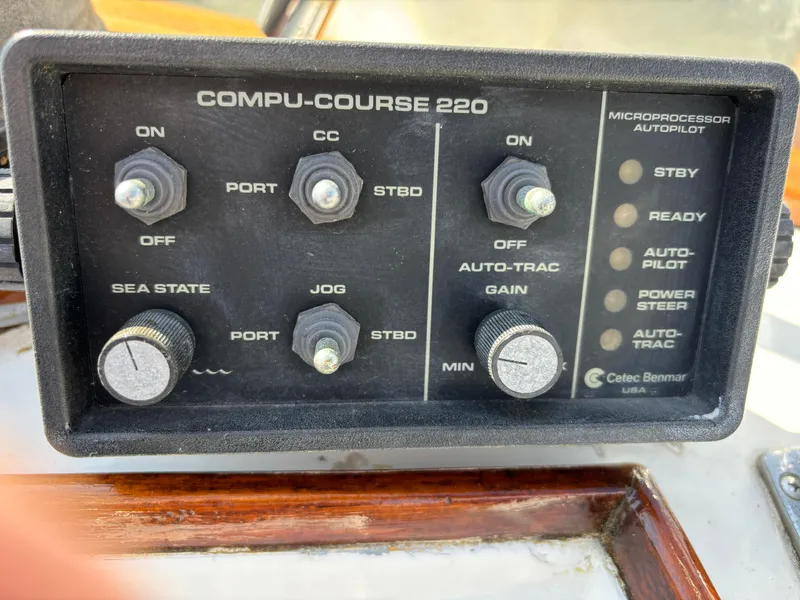 COMPU-COURSE 220
ON
OFF
CC
PORT
STBD
SEA STATE
JOG
PORT
STBD
ON
OFF
AUTO-TRAC
GAIN
MIN
MICROPROCESSOR
AUTOPILOT
STBY
READY
AUTO-
PILOT
POWER
STEER
AUTO-
TRAC
Cetec Benmar
USA